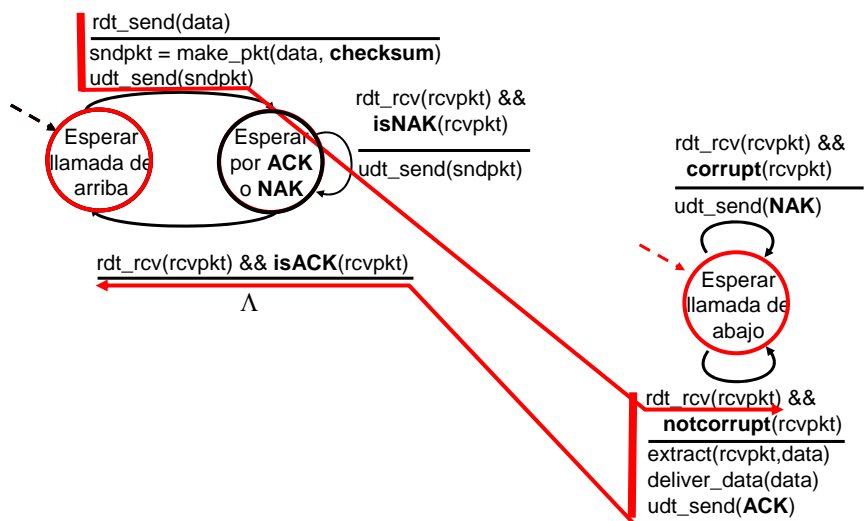 rdt_send(data)
sndpkt = make_pkt(data, checksum)
udt_send(sndpkt)
Esperar
llamada de
arriba
Esperar
por ACK
o NAK
rdt_rcv(rcvpkt) &&
isNAK(rcvpkt)
udt_send(sndpkt)
rdt_rcv(rcvpkt) && isACK(rcvpkt)
Λ
rdt_rcv(rcvpkt) &&
corrupt(rcvpkt)
udt_send(NAK)
Esperar
llamada de
abajo
rdt_rcv(rcvpkt) &&
notcorrupt(rcvpkt)
extract(rcvpkt,data)
deliver_data(data)
udt_send(ACK)